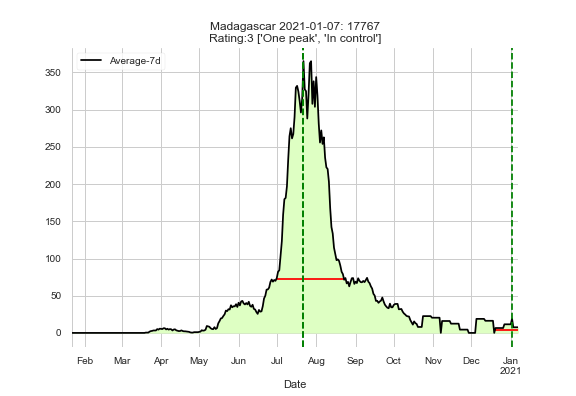 Madagascar 2021-01-07: 17767
Rating:3 ['One peak', 'In control']
Average-7d
350
300
250
200
150
100
50
0
Feb Mar Apr May Jun Jul Aug Sep Oct Nov Dec Jan
2021
Date